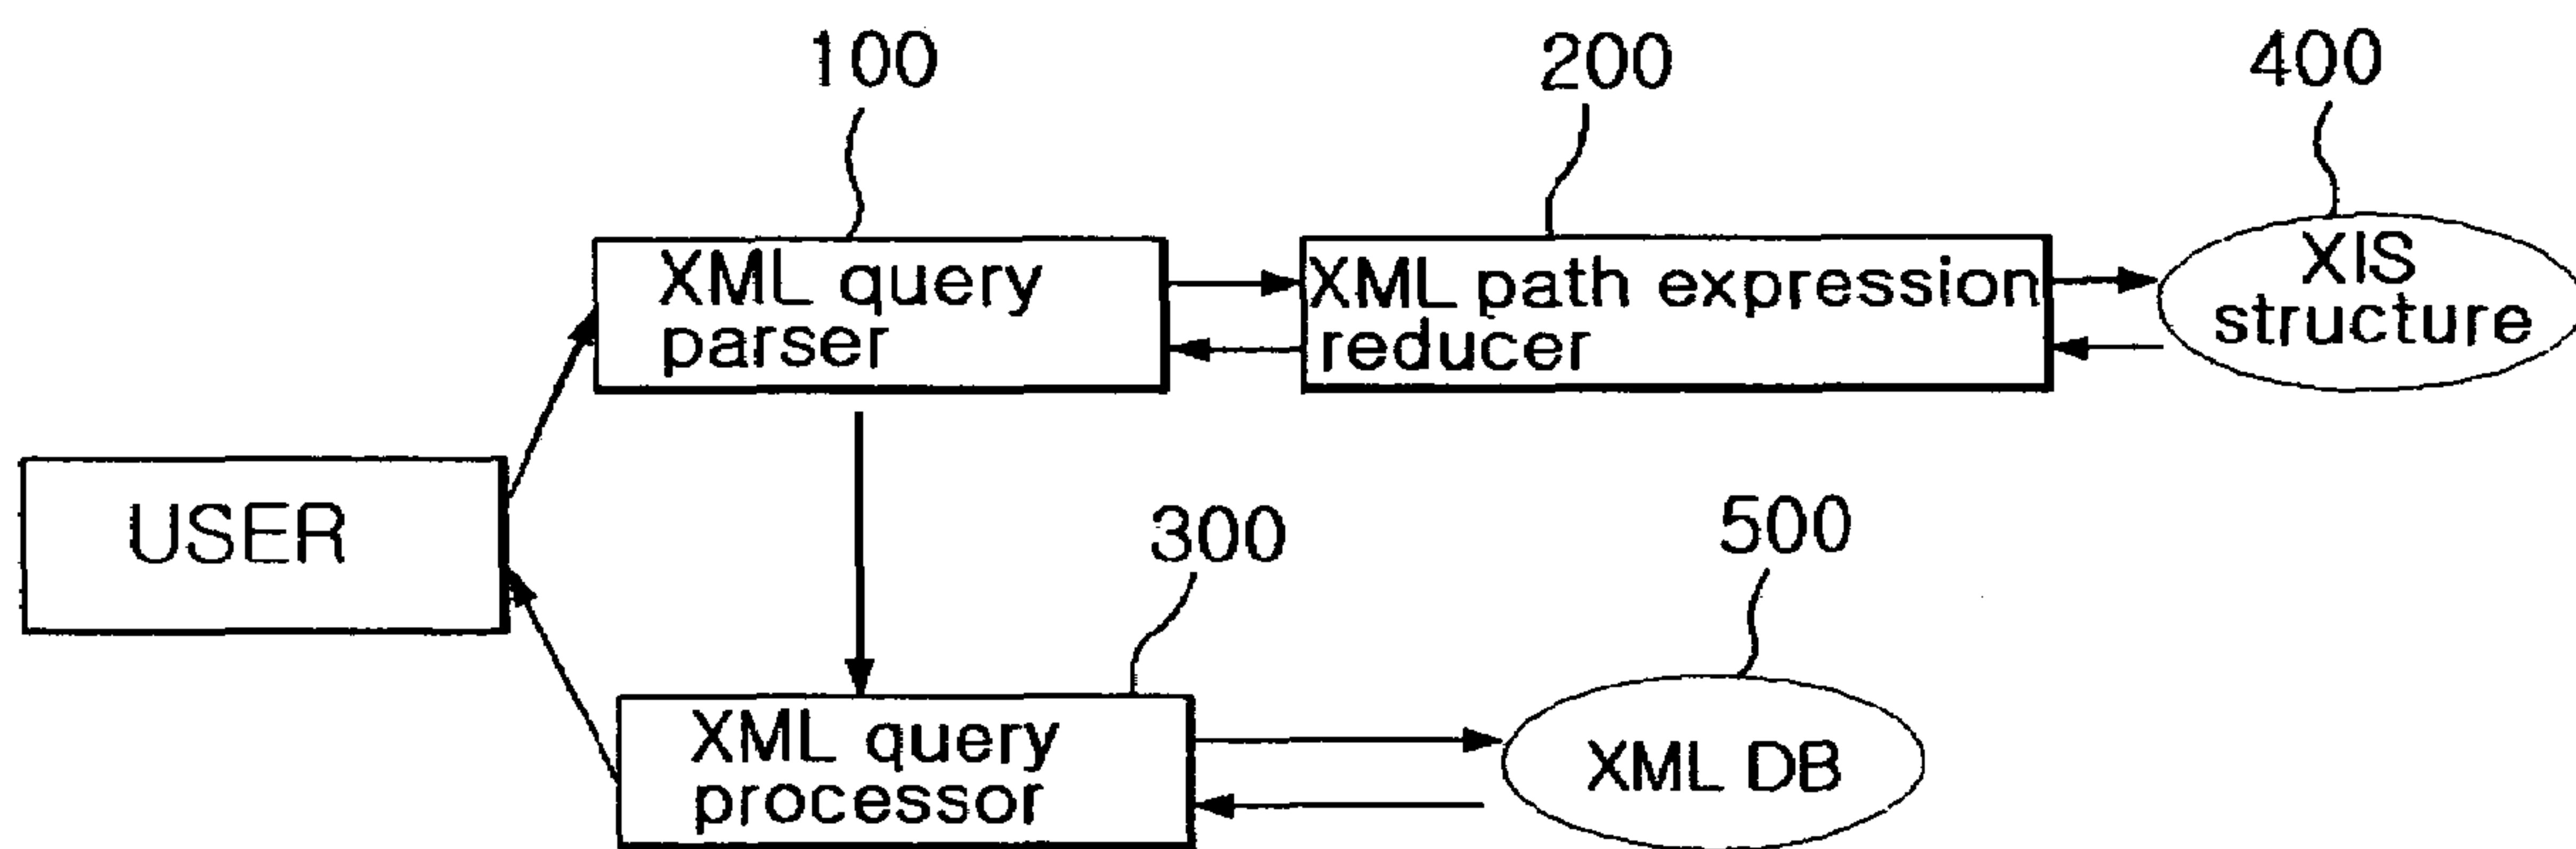 100
200
400
XML query
parser
XML path expression
reducer
XIS
structure
USER
300
500
XML query
processor
XML DB